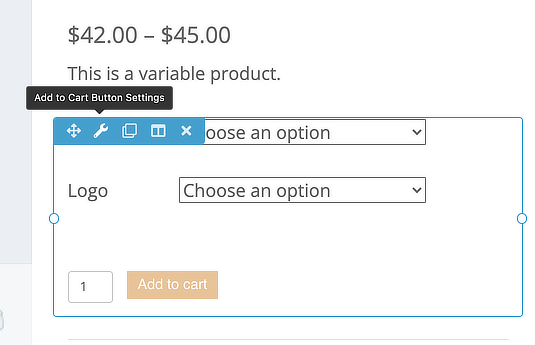 $42.00 – $45.00
This is a variable product.
Add to Cart Button Settings
oose an option
Logo
Choose an option
1
Add to cart